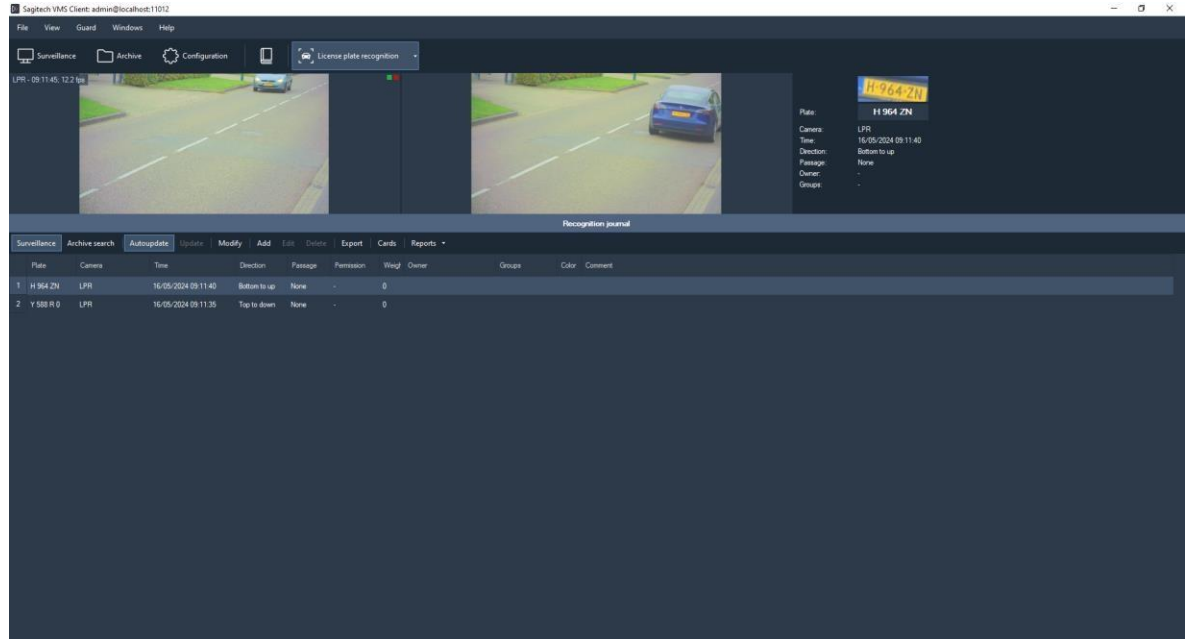 Sagitech VMS Client: admin@localhost:11012
File View Guard Windows Help
Surveillance Archive Configuration License plate recognition
LPR - 09:11:45; 12.2 fps
H-964-ZN
Plate: H 964 ZN
Camera: LPR
Time: 16/05/2024 09:11:40
Direction: Bottom to up
Passage: None
Owner: -
Groups: -
Recognition journal
Surveillance Archive search Autoupdate Update Modify Add Edit Delete Export Cards Reports
Plate Camera Time Direction Passage Permission Weigh Owner Groups Color Comment
1 H 964 ZN LPR 16/05/2024 09:11:40 Bottom to up None - 0
2 Y 588 R 0 LPR 16/05/2024 09:11:35 Top to down None - 0